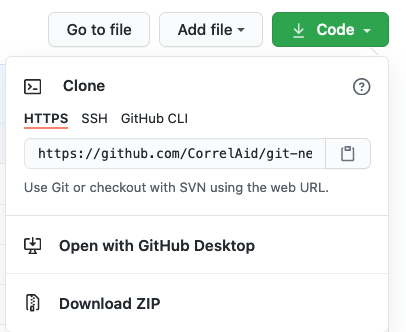 Go to file Add file Code
Clone
HTTPS SSH GitHub CLI
https://github.com/CorrelAid/git-ne
Use Git or checkout with SVN using the web URL.
Open with GitHub Desktop
Download ZIP